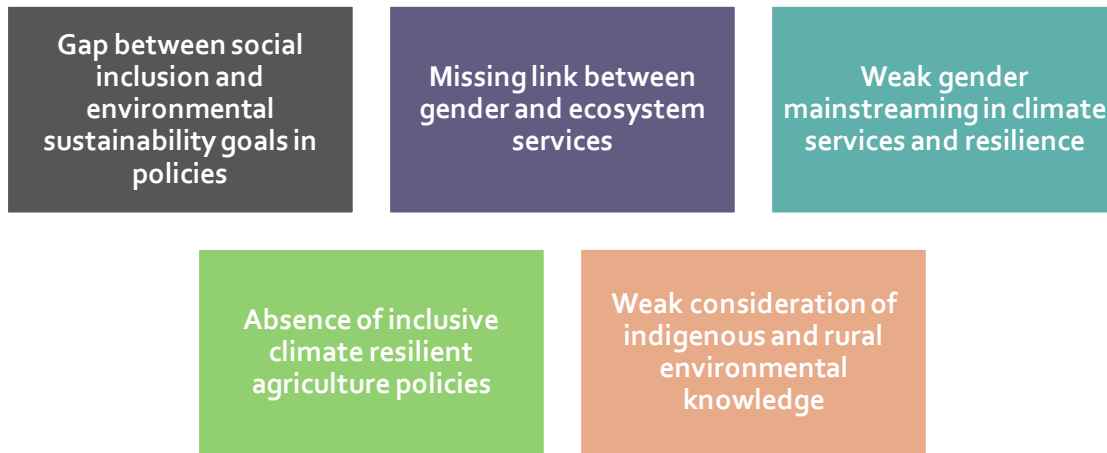 Gap between social
inclusion and
environmental
sustainability goals in
policies
Missing link between
gender and ecosystem
services
Weak gender
mainstreaming in climate
services and resilience
Absence of inclusive
climate resilient
agriculture policies
Weak consideration of
indigenous and rural
environmental
knowledge